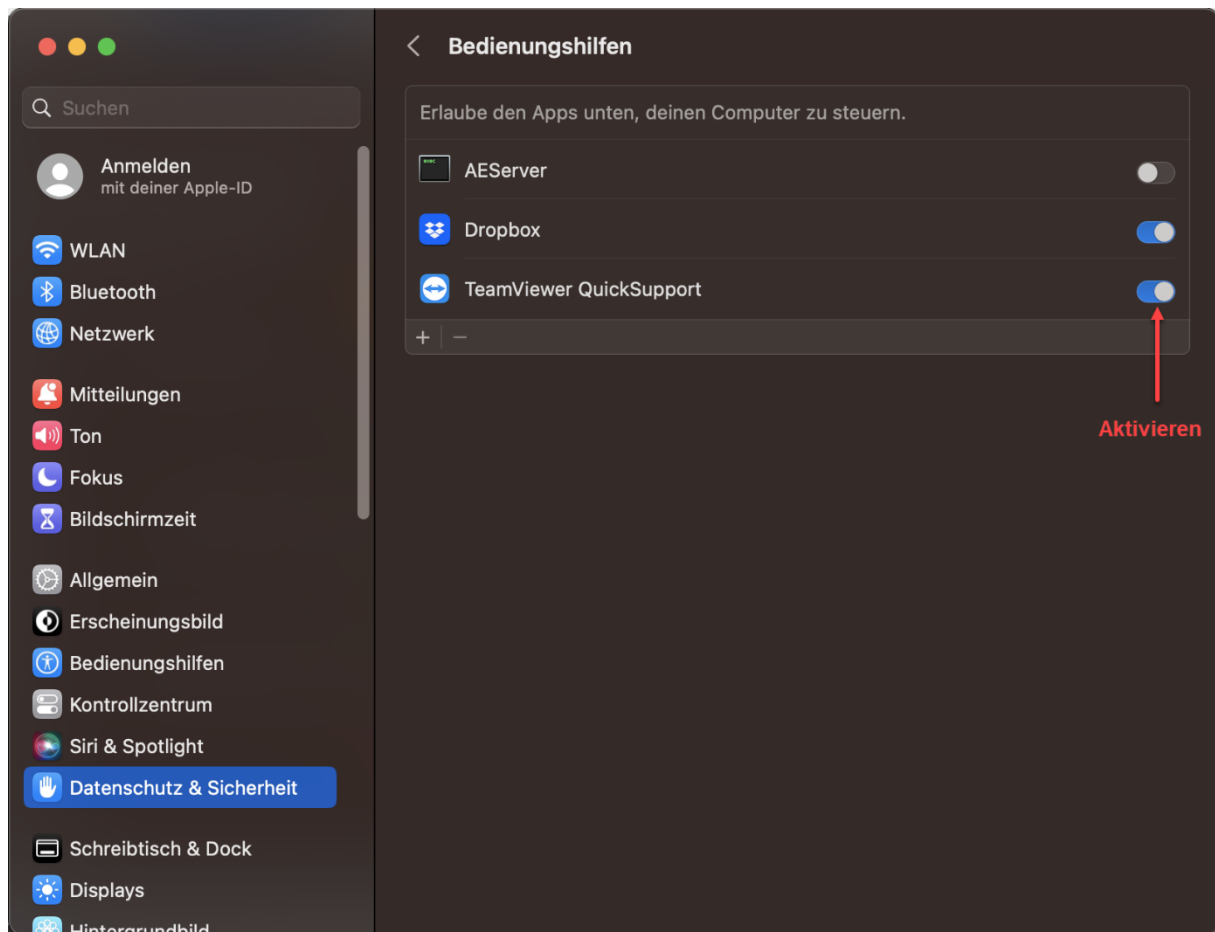 Suchen
Anmelden
mit deiner Apple-ID
WLAN
Bluetooth
Netzwerk
Mitteilungen
Ton
Fokus
Bildschirmzeit
Allgemein
Erscheinungsbild
Bedienungshilfen
Kontrollzentrum
Siri & Spotlight
Datenschutz & Sicherheit
Schreibtisch & Dock
Displays
Hintergrundbild
Bedienungshilfen
Erlaube den Apps unten, deinen Computer zu steuern.
AEServer
Dropbox
TeamViewer QuickSupport
Aktivieren